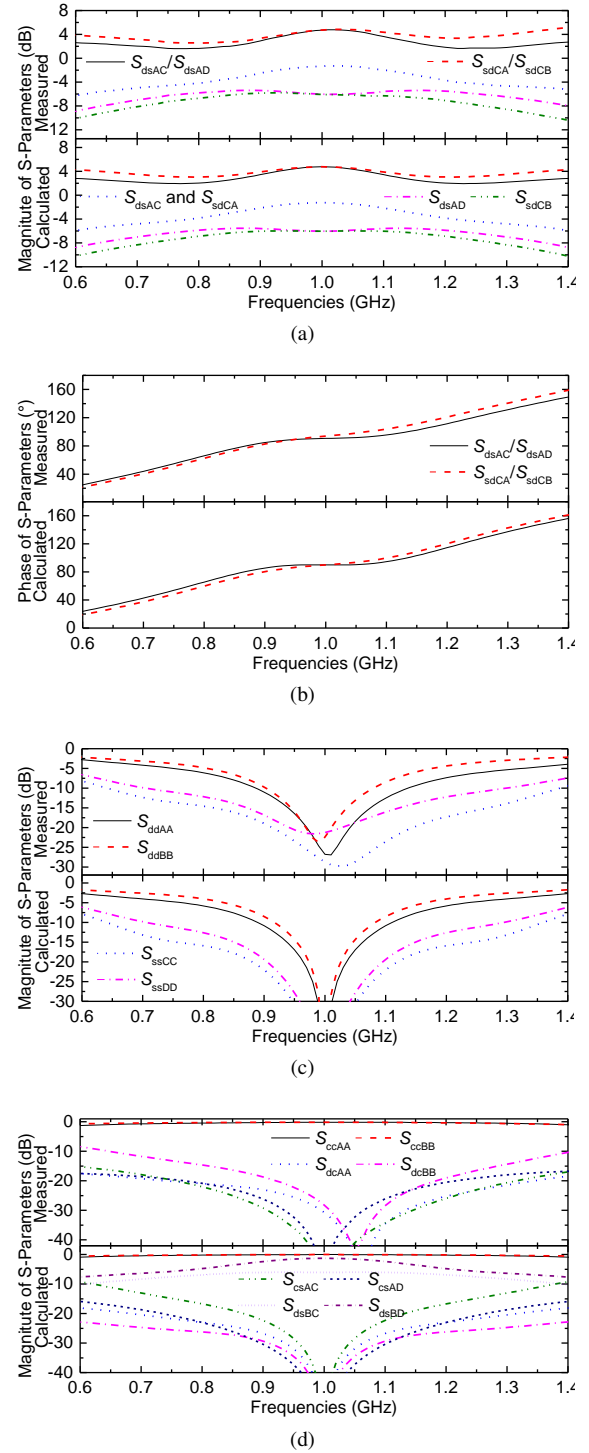 Magnitute of S-Parameters (dB)
Calculated Measured
8
4
0
-4
-8
-12
S_dsAC/S_dsAD
S_sdCA/S_sdCB
8
4
0
-4
-8
-12
S_dsAC and S_sdCA
S_dsAD
S_sdCB
0.6 0.7 0.8 0.9 1.0 1.1 1.2 1.3 1.4
Frequencies (GHz)
(a)
Phase of S-Parameters (°)
Calculated Measured
160
120
80
40
S_dsAC/S_dsAD
S_sdCA/S_sdCB
160
120
80
40
0
0.6 0.7 0.8 0.9 1.0 1.1 1.2 1.3 1.4
Frequencies (GHz)
(b)
Magnitude of S-Parameters (dB)
Calculated Measured
0
-5
-10
-15
-20
-25
-30
S_ddAA
S_ddBB
0
-5
-10
-15
-20
-25
-30
S_ssCC
S_ssDD
0.6 0.7 0.8 0.9 1.0 1.1 1.2 1.3 1.4
Frequencies (GHz)
(c)
Magnitude of S-Parameters (dB)
Calculated Measured
0
-10
-20
-30
-40
S_ccAA
S_ccBB
S_dcAA
S_dcBB
0
-10
-20
-30
-40
S_csAC
S_csAD
S_dsBC
S_dsBD
0.6 0.7 0.8 0.9 1.0 1.1 1.2 1.3 1.4
Frequencies (GHz)
(d)